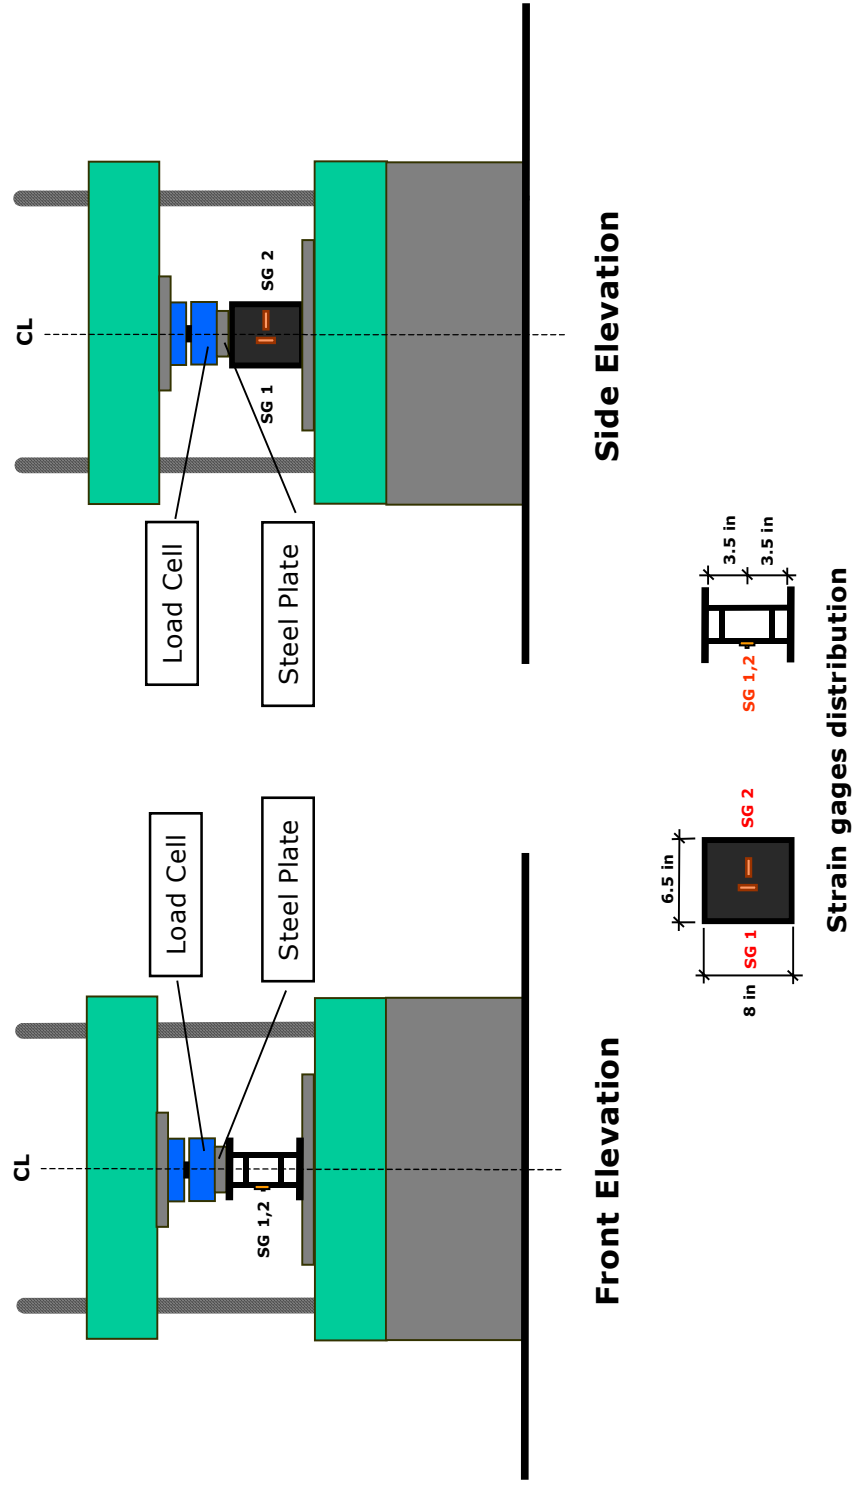 CL
CL
Load Cell
Load Cell
Steel Plate
Steel Plate
SG 1,2
SG 1
SG 2
Front Elevation
Side Elevation
6.5 in
8 in
SG 1
SG 2
SG 1,2
3.5 in
3.5 in
Strain gages distribution